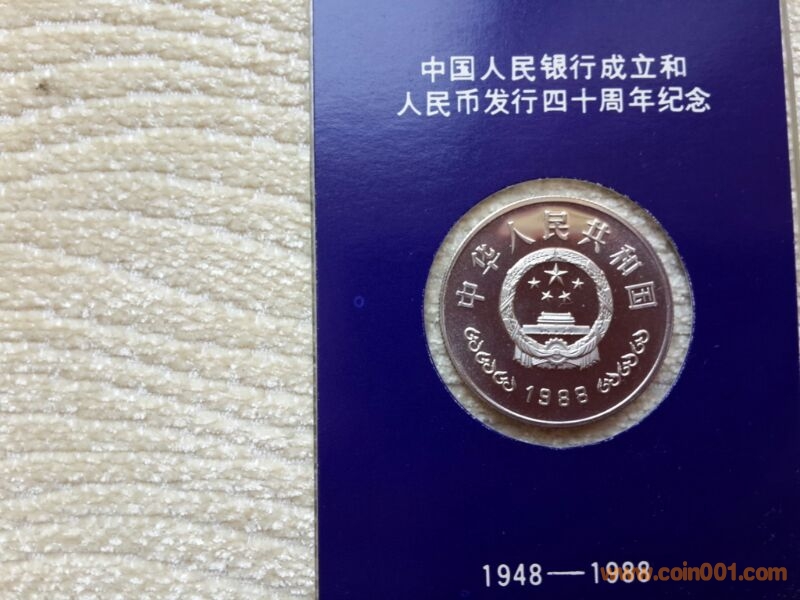 中国人民银行成立和
人民币发行四十周年纪念
中华人民共和国
1988
1948—1988
www.coin001.com